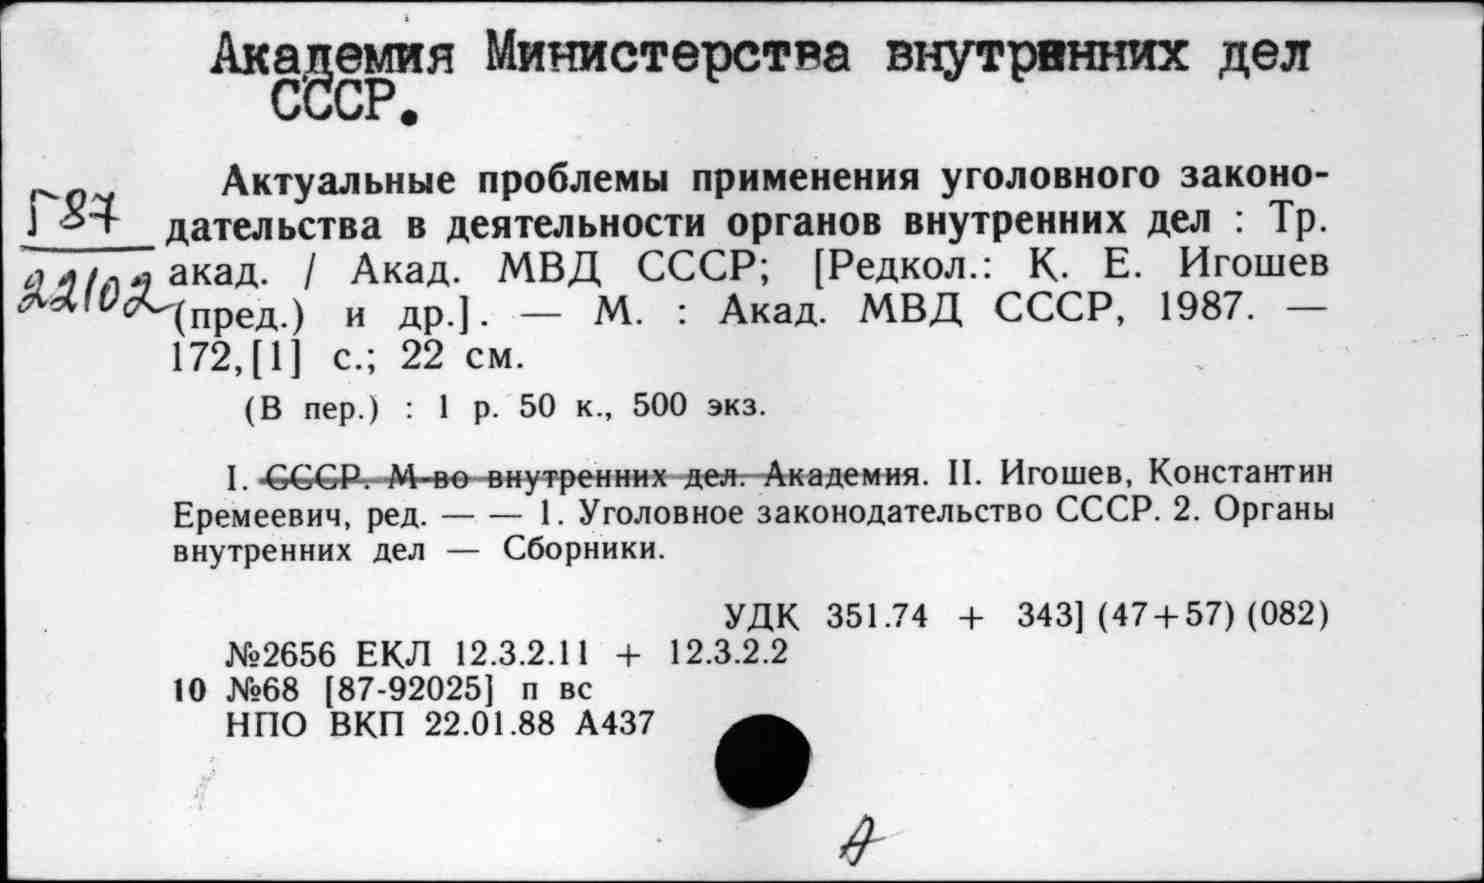 Академия Министерства внутренних дел
СССР.
Актуальные проблемы применения уголовного законо-
Г87
дательства в деятельности органов внутренних дел : Тр.
22102
акад. / Акад. МВД СССР; [Редкол.: К. Е. Игошев
(пред.) и др.]. — М. : Акад. МВД СССР, 1987. —
172,[1] с.; 22 см.
(В пер.) : 1 р. 50 к., 500 экз.
I. СССР. М-во внутренних дел. Академия. II. Игошев, Константин
Еремеевич, ред. — — 1. Уголовное законодательство СССР. 2. Органы
внутренних дел — Сборники.
УДК 351.74 + 343] (47+57) (082)
№2656 ЕКЛ 12.3.2.11 + 12.3.2.2
10 №68 [87-92025] п вс
НПО ВКП 22.01.88 А437
А